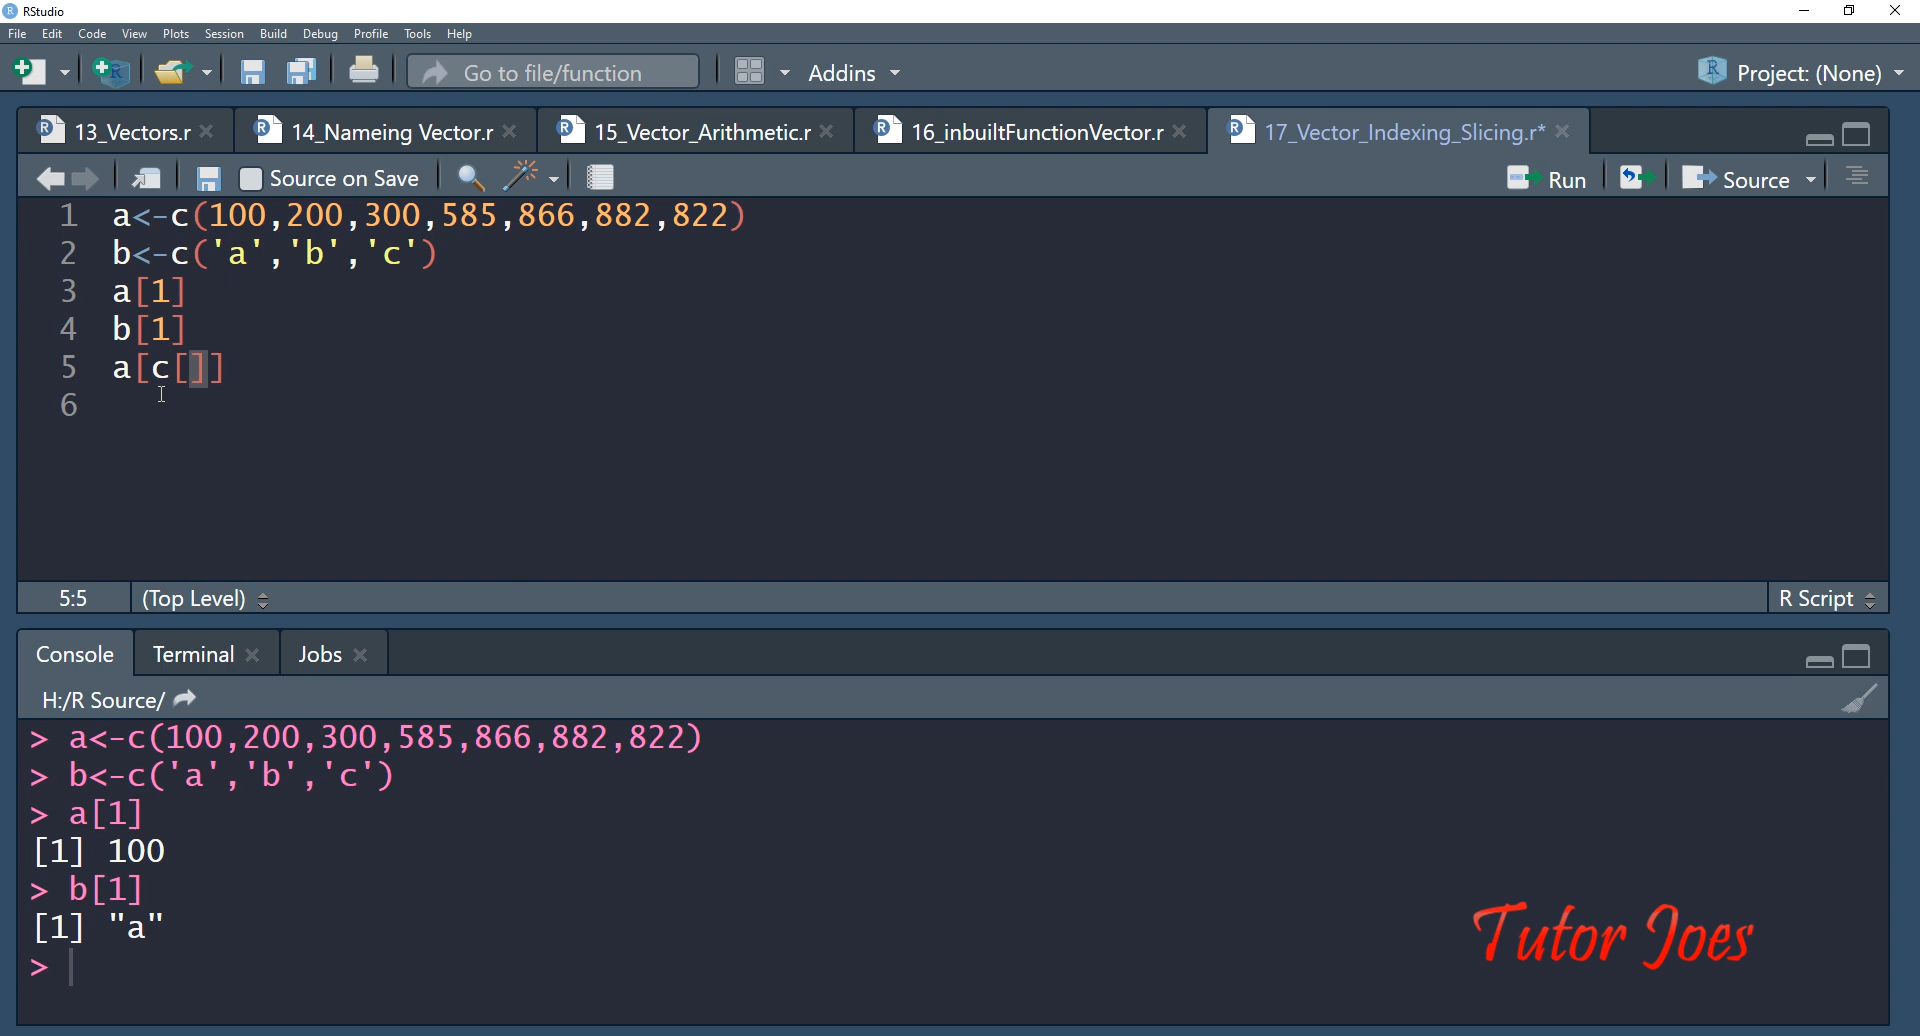 RStudio
File Edit Code View Plots Session Build Debug Profile Tools Help
Go to file/function Addins Project: (None)
13_Vectors.r 14_Nameing Vector.r 15_Vector_Arithmetic.r 16_inbuiltFunctionVector.r 17_Vector_Indexing_Slicing.r*
Source on Save Run Source
1 a<-c(100,200,300,585,866,882,822)
2 b<-c('a','b','c')
3 a[1]
4 b[1]
5 a[c[]]
6
5:5 (Top Level) R Script
Console Terminal Jobs
H:/R Source/
> a<-c(100,200,300,585,866,882,822)
> b<-c('a','b','c')
> a[1]
[1] 100
> b[1]
[1] "a"
>
Tutor Joes